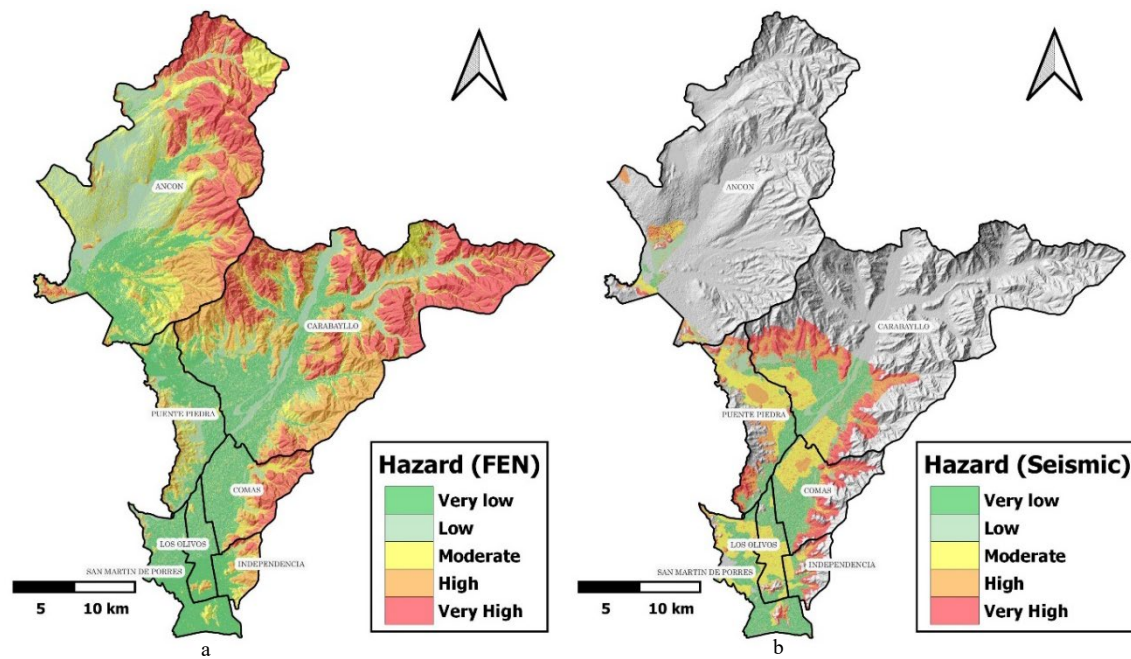 ANCON
CARABAYLLO
PUENTE PIEDRA
COMAS
LOS OLIVOS
SAN MARTIN DE PORRES
INDEPENDENCIA
5 10 km
Hazard (FEN)
Very low
Low
Moderate
High
Very High
a
ANCON
CARABAYLLO
PUENTE PIEDRA
COMAS
LOS OLIVOS
SAN MARTIN DE PORRES
INDEPENDENCIA
5 10 km
Hazard (Seismic)
Very low
Low
Moderate
High
Very High
b